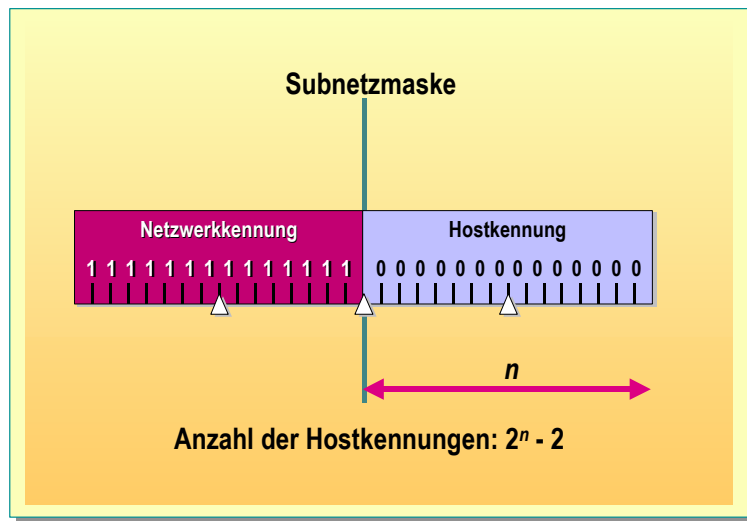 Subnetzmaske
Netzwerkkennung Hostkennung
1 1 1 1 1 1 1 1 1 1 1 1 1 1 1 0 0 0 0 0 0 0 0 0 0 0 0 0 0 0
n
Anzahl der Hostkennungen: 2ⁿ - 2